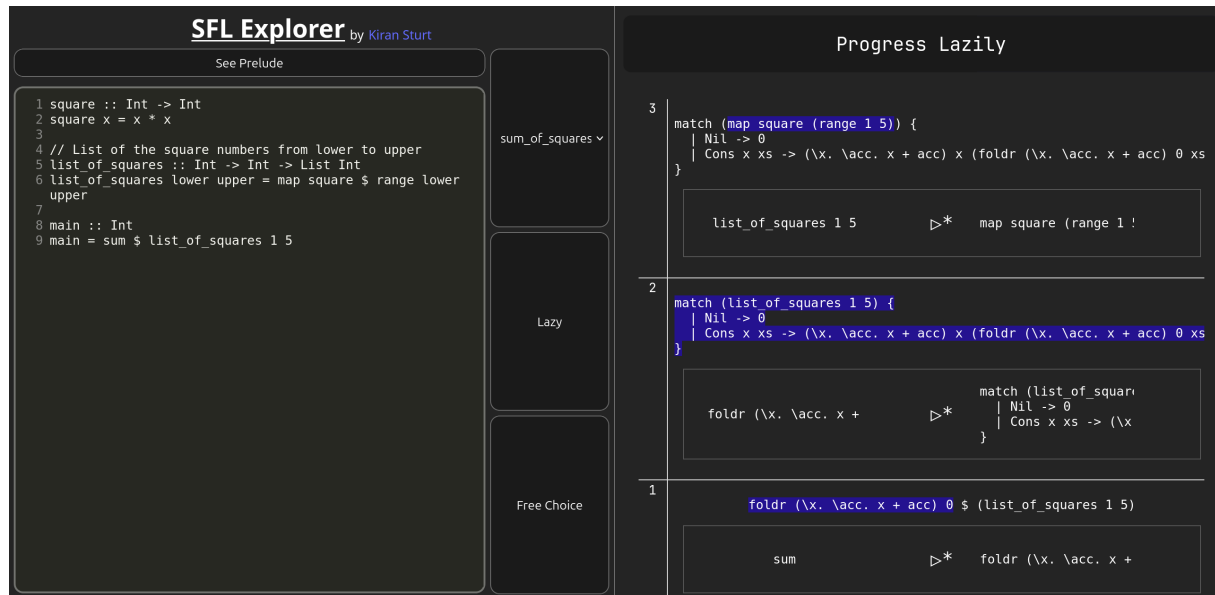 SFL Explorer by Kiran Sturt
See Prelude
1 square :: Int -> Int
2 square x = x * x
3
4 // List of the square numbers from lower to upper
5 list_of_squares :: Int -> Int -> List Int
6 list_of_squares lower upper = map square $ range lower
upper
7
8 main :: Int
9 main = sum $ list_of_squares 1 5
sum_of_squares
Lazy
Free Choice
Progress Lazily
3
match (map square (range 1 5)) {
| Nil -> 0
| Cons x xs -> (\x. \acc. x + acc) x (foldr (\x. \acc. x + acc) 0 xs
}
list_of_squares 1 5 ▷* map square (range 1
2
match (list_of_squares 1 5) {
| Nil -> 0
| Cons x xs -> (\x. \acc. x + acc) x (foldr (\x. \acc. x + acc) 0 xs
}
foldr (\x. \acc. x + ▷*
match (list_of_squar
| Nil -> 0
| Cons x xs -> (\x
}
1
foldr (\x. \acc. x + acc) 0 $ (list_of_squares 1 5)
sum ▷* foldr (\x. \acc. x +